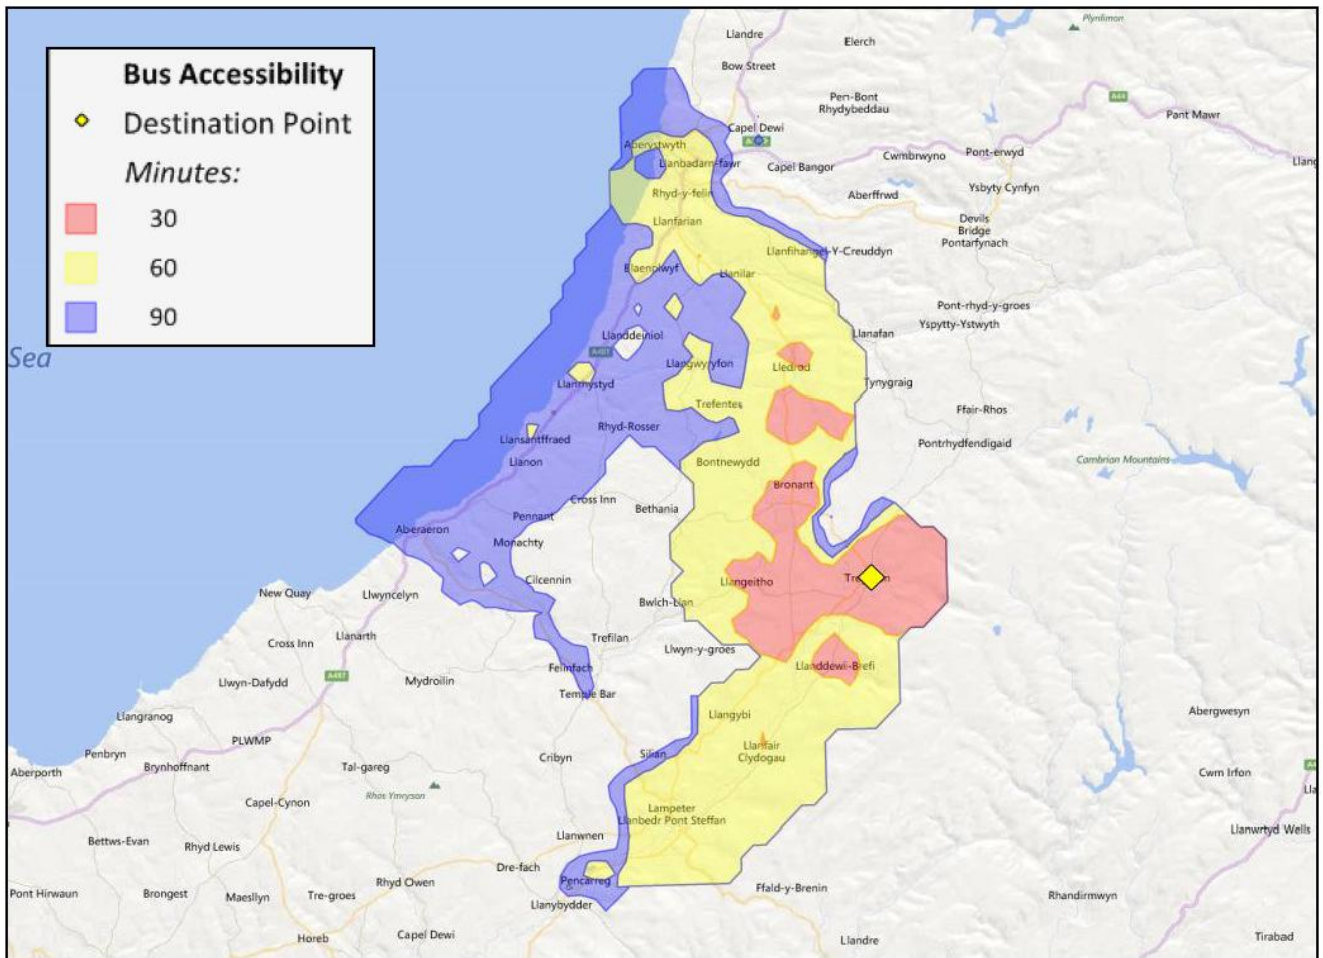 Bus Accessibility
Destination Point
Minutes:
30
60
90
Sea
Plynlimon
Llandre
Elerch
Bow Street
A44
Pen-Bont
Rhydybeddau
Pant Mawr
Capel Dewi
Aberystwyth
Llanbadarn-fawr
Capel Bangor
Cwmbrwyno
Pont-erwyd
Rhyd-y-felin
Aberffrwd
Ysbyty Cynfyn
Llanfarian
Devils
Bridge
Pontarfynach
Llanfihangel-Y-Creuddyn
Blaenplwyf
Llanilar
Pont-rhyd-y-groes
Llanddeiniol
Llanafan
Yspytty-Ystwyth
A487
Llangwyryfon
Lledrod
Llanrhystyd
Tynygraig
Trefenter
Ffair-Rhos
Rhyd-Rosser
Llansantffraed
Pontrhydfendigaid
Llanon
Bontnewydd
Cambrian Mountains
Bronant
Cross Inn
Bethania
Pennant
Aberaeron
Monachty
Cilcennin
Llangeitho
New Quay
Llwyncelyn
Bwlch-Llan
Cross Inn
Llanarth
Trefilan
Llwyn-y-groes
Felinfach
Llanddewi-Brefi
A487
Llwyn-Dafydd
Mydroilin
Temple Bar
Llangranog
Llangybi
Abergwesyn
PLWMP
Silian
Llanfair
Clydogau
Penbryn
Cribyn
Aberporth
Brynhoffnant
Tal-gareg
Cwm Irfon
Rhos Ymryson
Capel-Cynon
Lampeter
Llanbedr Pont Steffan
Bettws-Evan
Rhyd Lewis
Llanwnen
Llanwrtyd Wells
Dre-fach
Pencarreg
Rhyd Owen
Ffald-y-Brenin
Pont Hirwaun
Brongest
Maesllyn
Tre-groes
Rhandirmwyn
Llanybydder
Horeb
Capel Dewi
Llandre
Tirabad